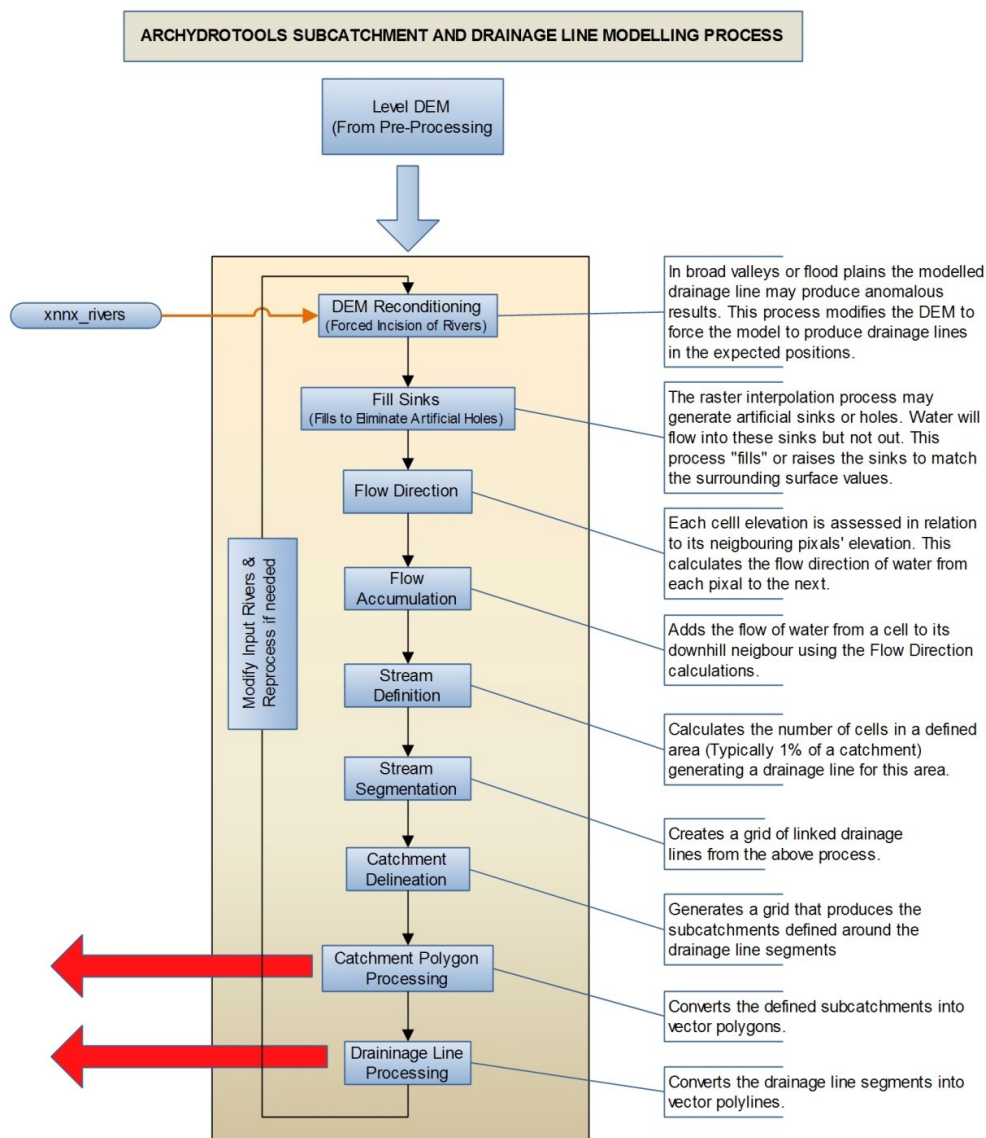 ARCHYDROTOOLS SUBCATCHMENT AND DRAINAGE LINE MODELLING PROCESS
Level DEM
(From Pre-Processing
xnnx_rivers
DEM Reconditioning
(Forced Incision of Rivers)
In broad valleys or flood plains the modelled
drainage line may produce anomalous
results. This process modifies the DEM to
force the model to produce drainage lines
in the expected positions.
Fill Sinks
(Fills to Eliminate Artificial Holes)
The raster interpolation process may
generate artificial sinks or holes. Water will
flow into these sinks but not out. This
process "fills" or raises the sinks to match
the surrounding surface values.
Flow Direction
Each celll elevation is assessed in relation
to its neigbouring pixals' elevation. This
calculates the flow direction of water from
each pixal to the next.
Modify Input Rivers &
Reprocess if needed
Flow
Accumulation
Adds the flow of water from a cell to its
downhill neigbour using the Flow Direction
calculations.
Stream
Definition
Calculates the number of cells in a defined
area (Typically 1% of a catchment)
generating a drainage line for this area.
Stream
Segmentation
Creates a grid of linked drainage
lines from the above process.
Catchment
Delineation
Generates a grid that produces the
subcatchments defined around the
drainage line segments
Catchment Polygon
Processing
Converts the defined subcatchments into
vector polygons.
Draininage Line
Processing
Converts the drainage line segments into
vector polylines.